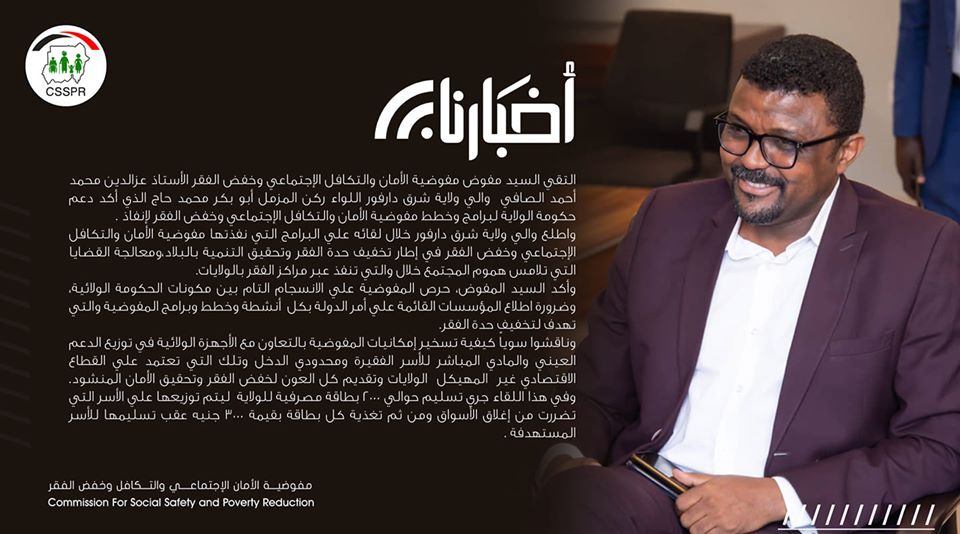 CSSPR
أخبارنا
التقي السيد مفوض مفوضية الأمان والتكافل الإجتماعي وخفض الفقر الأستاذ عزالدين محمد
أحمد الصافي والي ولاية شرق دارفور اللواء ركن المزمل أبو بكر محمد حاج الذي أكد دعم
حكومة الولاية لبرامج وخطط مفوضية الأمان والتكافل الإجتماعي وخفض الفقر لإنفاذ .
واطلع والي ولاية شرق دارفور خلال لقائه علي البرامج التي نفذتها مفوضية الأمان والتكافل
الإجتماعي وخفض الفقر في إطار تخفيف حدة الفقر وتحقيق التنمية بالبلاد،ومعالجة القضايا
التي تلامس هموم المجتمع خلال والتي تنفذ عبر مراكز الفقر بالولايات.
وأكد السيد المفوض، حرص المفوضية علي الانسجام التام بين مكونات الحكومة الولائية،
وضرورة اطلاع المؤسسات القائمة علي أمر الدولة بكل أنشطة وخطط وبرامج المفوضية والتي
تهدف لتخفيف حدة الفقر.
وناقشوا سوياً كيفية تسخير إمكانيات المفوضية بالتعاون مع الأجهزة الولائية في توزيع الدعم
العيني والمادي المباشر للأسر الفقيرة ومحدودي الدخل وتلك التي تعتمد علي القطاع
الاقتصادي غير المهيكل الولايات وتقديم كل العون لخفض الفقر وتحقيق الأمان المنشود.
وفي هذا اللقاء جري تسليم حوالي ٢٠٠٠ بطاقة مصرفية للولاية ليتم توزيعها علي الأسر التي
تضررت من إغلاق الأسواق ومن ثم تغذية كل بطاقة بقيمة ٣٠٠٠ جنيه عقب تسليمها للأسر
المستهدفة .
مفوضيـة الأمان الإجتماعـي والتكافل وخفض الفقر
Commission For Social Safety and Poverty Reduction